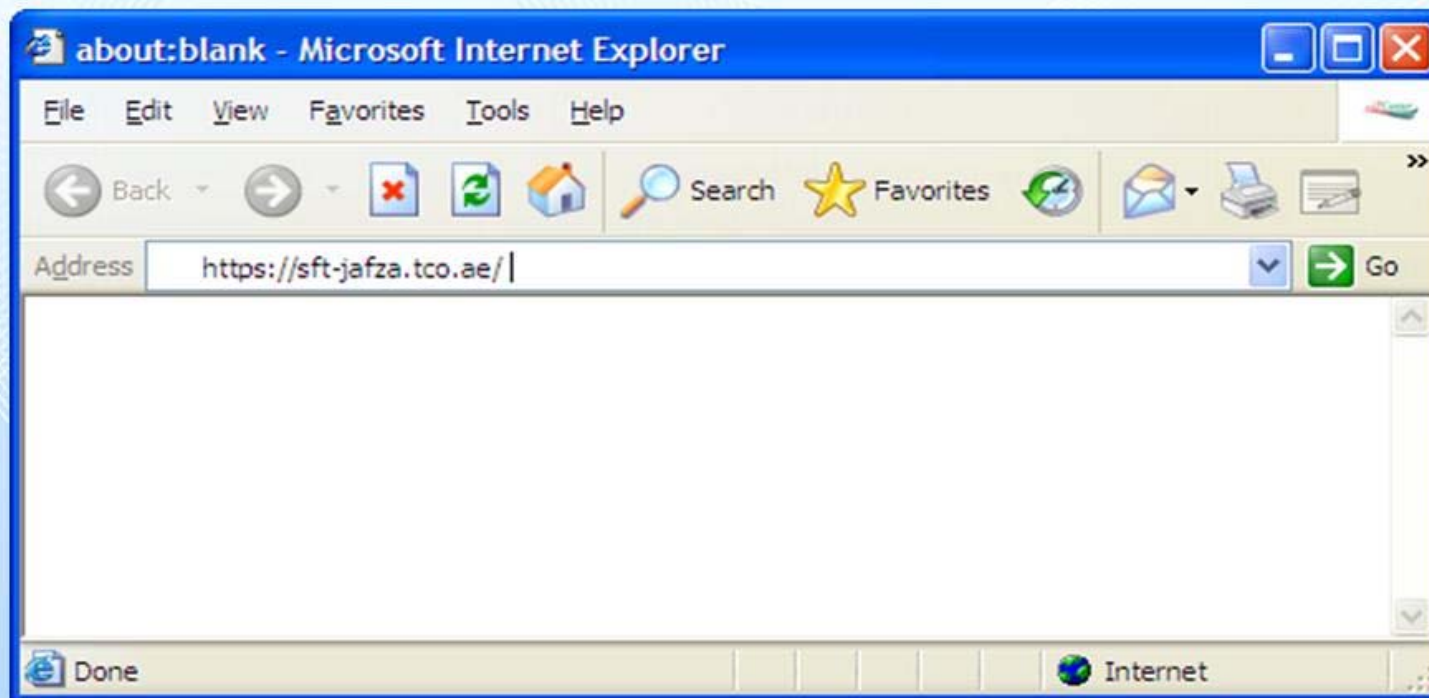 about:blank - Microsoft Internet Explorer
File Edit View Favorites Tools Help
Back Search Favorites »
Address https://sft-jafza.tco.ae/ Go
Done Internet